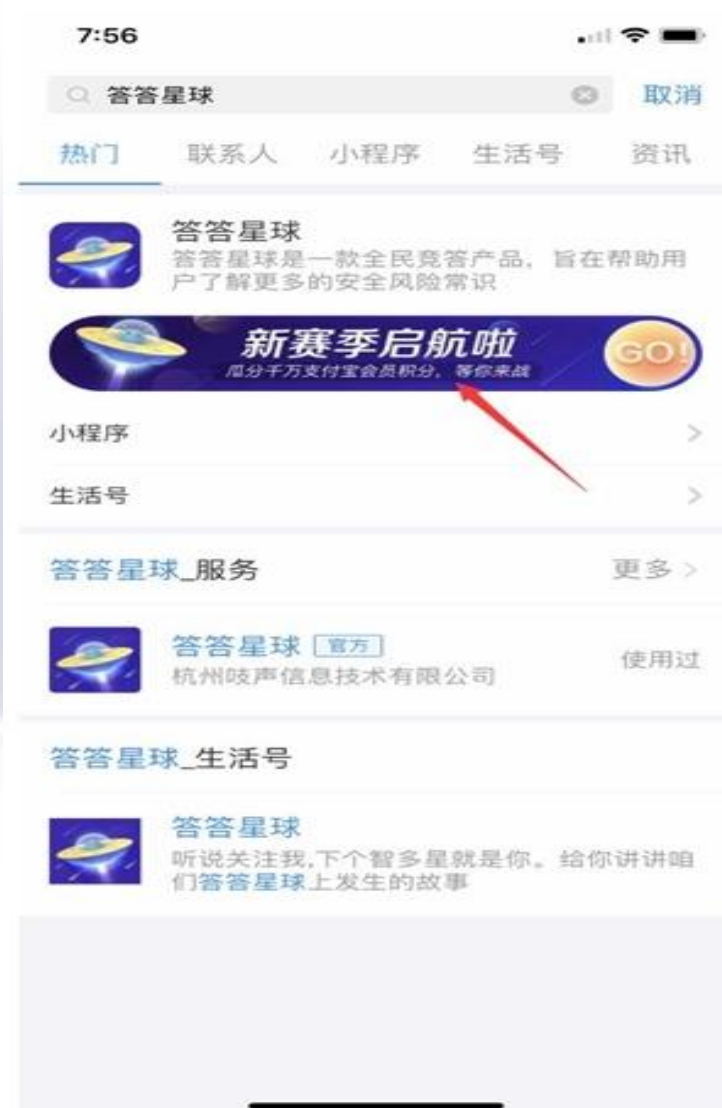 7:56
答答星球
取消
热门 联系人 小程序 生活号 资讯
答答星球
答答星球是一款全民竞答产品，旨在帮助用
户了解更多的安全风险常识
新赛季启航啦
瓜分千万支付宝会员积分，等你来战
GO!
小程序
生活号
答答星球_服务
更多
答答星球 官方
杭州吱声信息技术有限公司
使用过
答答星球_生活号
答答星球
听说关注我,下个智多星就是你。给你讲讲咱
们答答星球上发生的故事